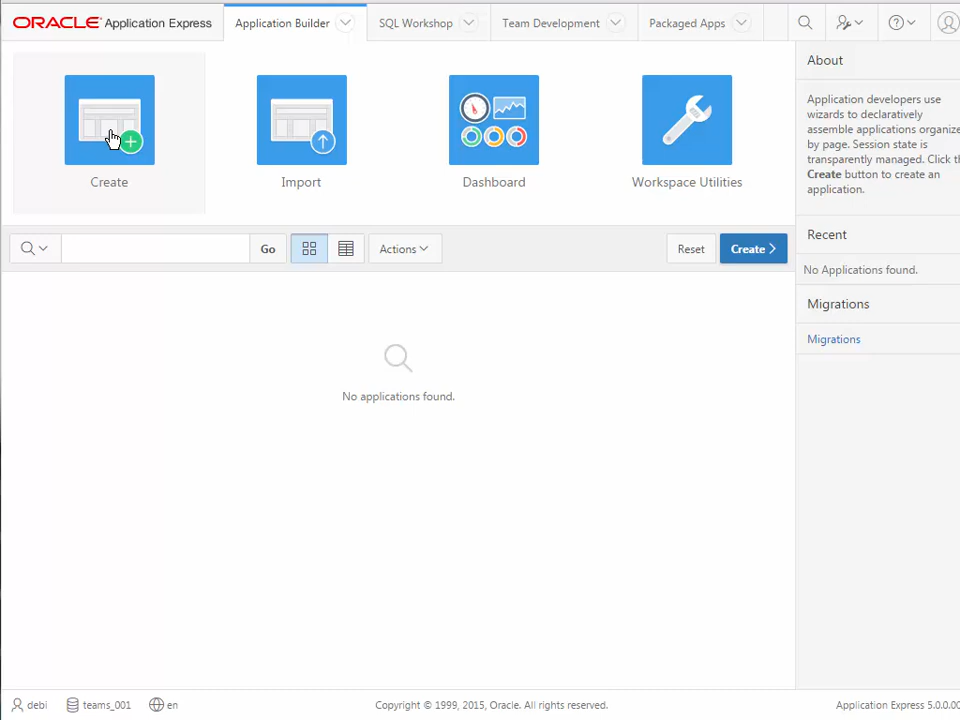 ORACLE Application Express
Application Builder
SQL Workshop
Team Development
Packaged Apps
Create
Import
Dashboard
Workspace Utilities
Go
Actions
Reset
Create
No applications found.
About
Application developers use
wizards to declaratively
assemble applications organize
by page. Session state is
transparently managed. Click th
Create button to create an
application.
Recent
No Applications found.
Migrations
Migrations
debi
teams_001
en
Copyright © 1999, 2015, Oracle. All rights reserved.
Application Express 5.0.0.00